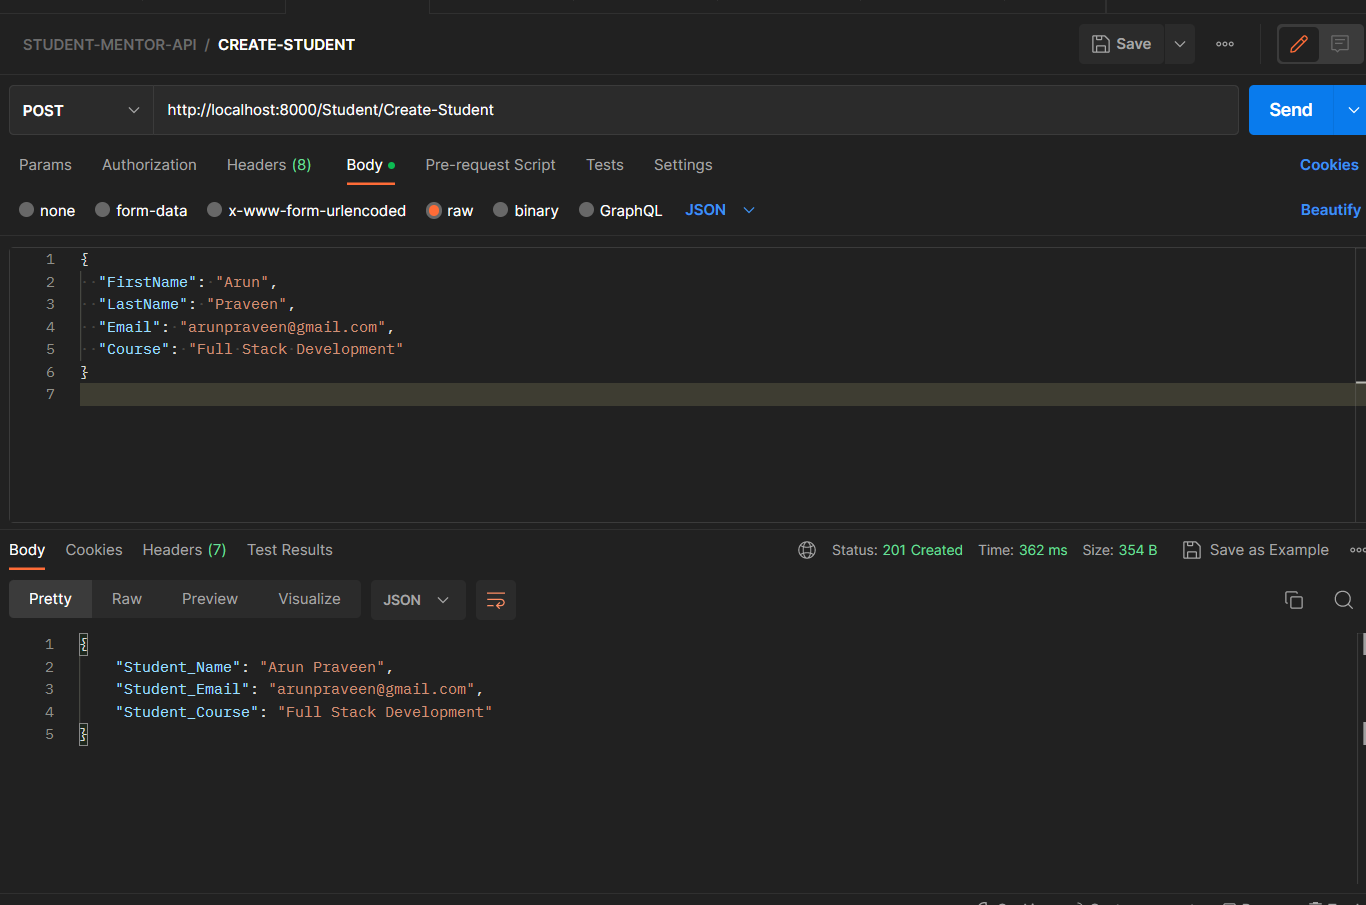 STUDENT-MENTOR-API / CREATE-STUDENT
Save
POST
http://localhost:8000/Student/Create-Student
Send
Params Authorization Headers (8) Body Pre-request Script Tests Settings Cookies
none form-data x-www-form-urlencoded raw binary GraphQL JSON Beautify
1 {
2 "FirstName": "Arun",
3 "LastName": "Praveen",
4 "Email": "arunpraveen@gmail.com",
5 "Course": "Full Stack Development"
6 }
7
Body Cookies Headers (7) Test Results Status: 201 Created Time: 362 ms Size: 354 B Save as Example
Pretty Raw Preview Visualize JSON
1 {
2 "Student_Name": "Arun Praveen",
3 "Student_Email": "arunpraveen@gmail.com",
4 "Student_Course": "Full Stack Development"
5 }